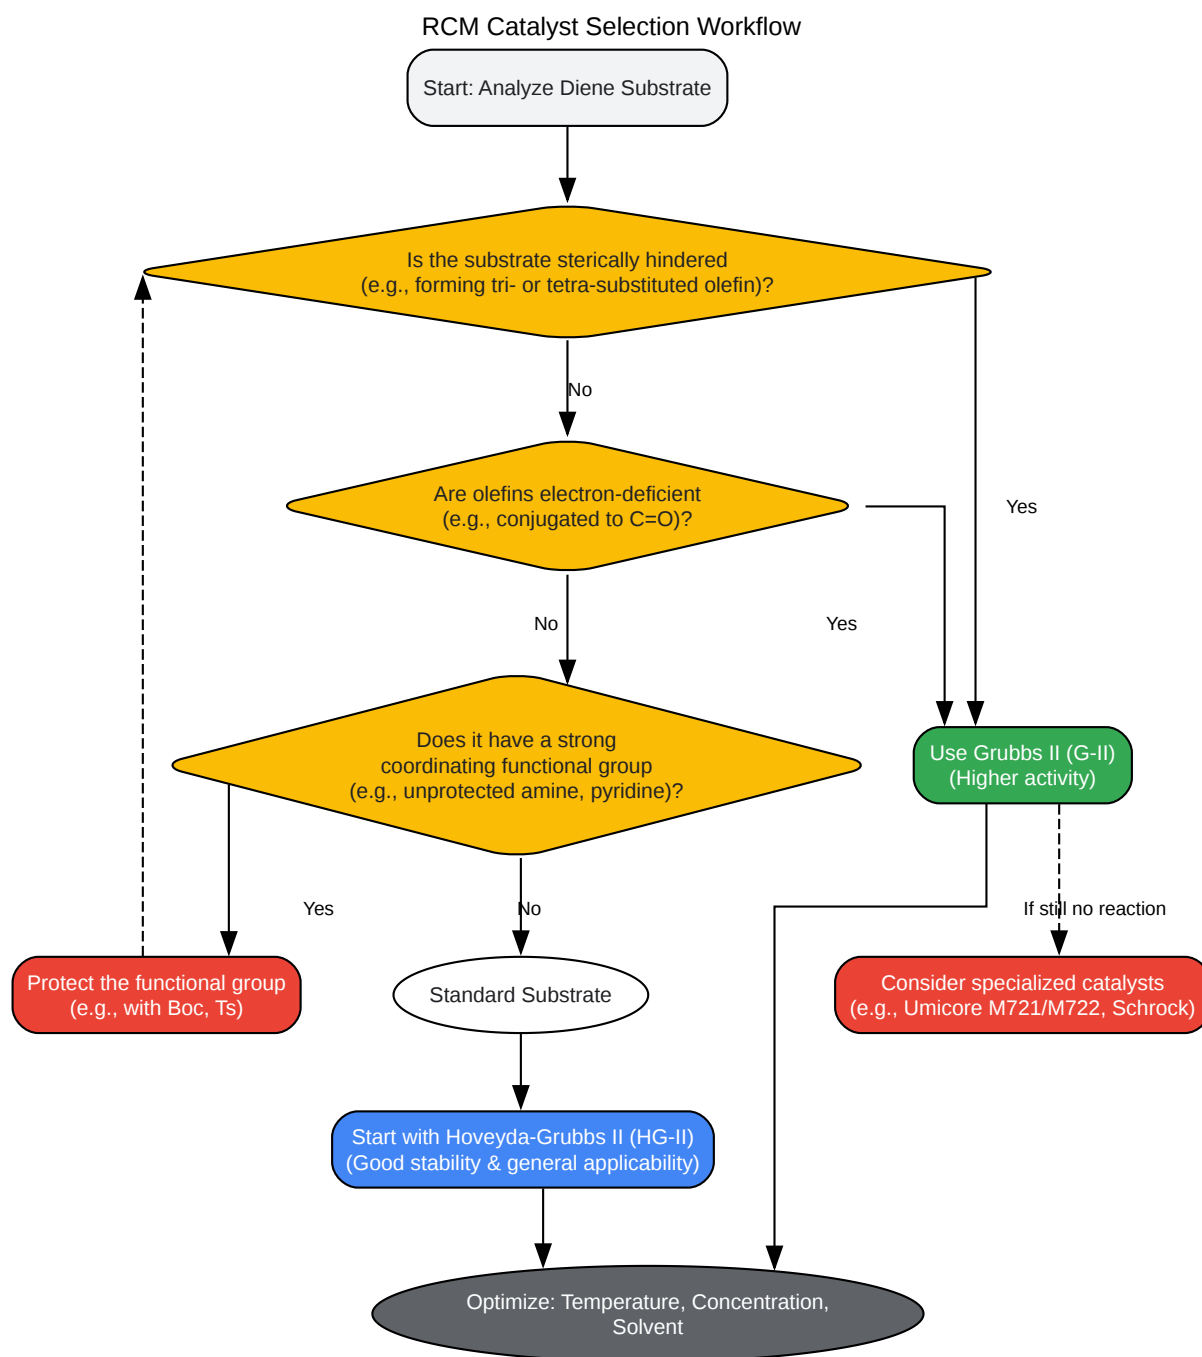 RCM Catalyst Selection Workflow
Start: Analyze Diene Substrate
Is the substrate sterically hindered
(e.g., forming tri- or tetra-substituted olefin)?
No
Are olefins electron-deficient
(e.g., conjugated to C=O)?
Yes
No
Yes
Does it have a strong
coordinating functional group
(e.g., unprotected amine, pyridine)?
Use Grubbs II (G-II)
(Higher activity)
Yes
No
If still no reaction
Protect the functional group
(e.g., with Boc, Ts)
Standard Substrate
Consider specialized catalysts
(e.g., Umicore M721/M722, Schrock)
Start with Hoveyda-Grubbs II (HG-II)
(Good stability & general applicability)
Optimize: Temperature, Concentration,
Solvent